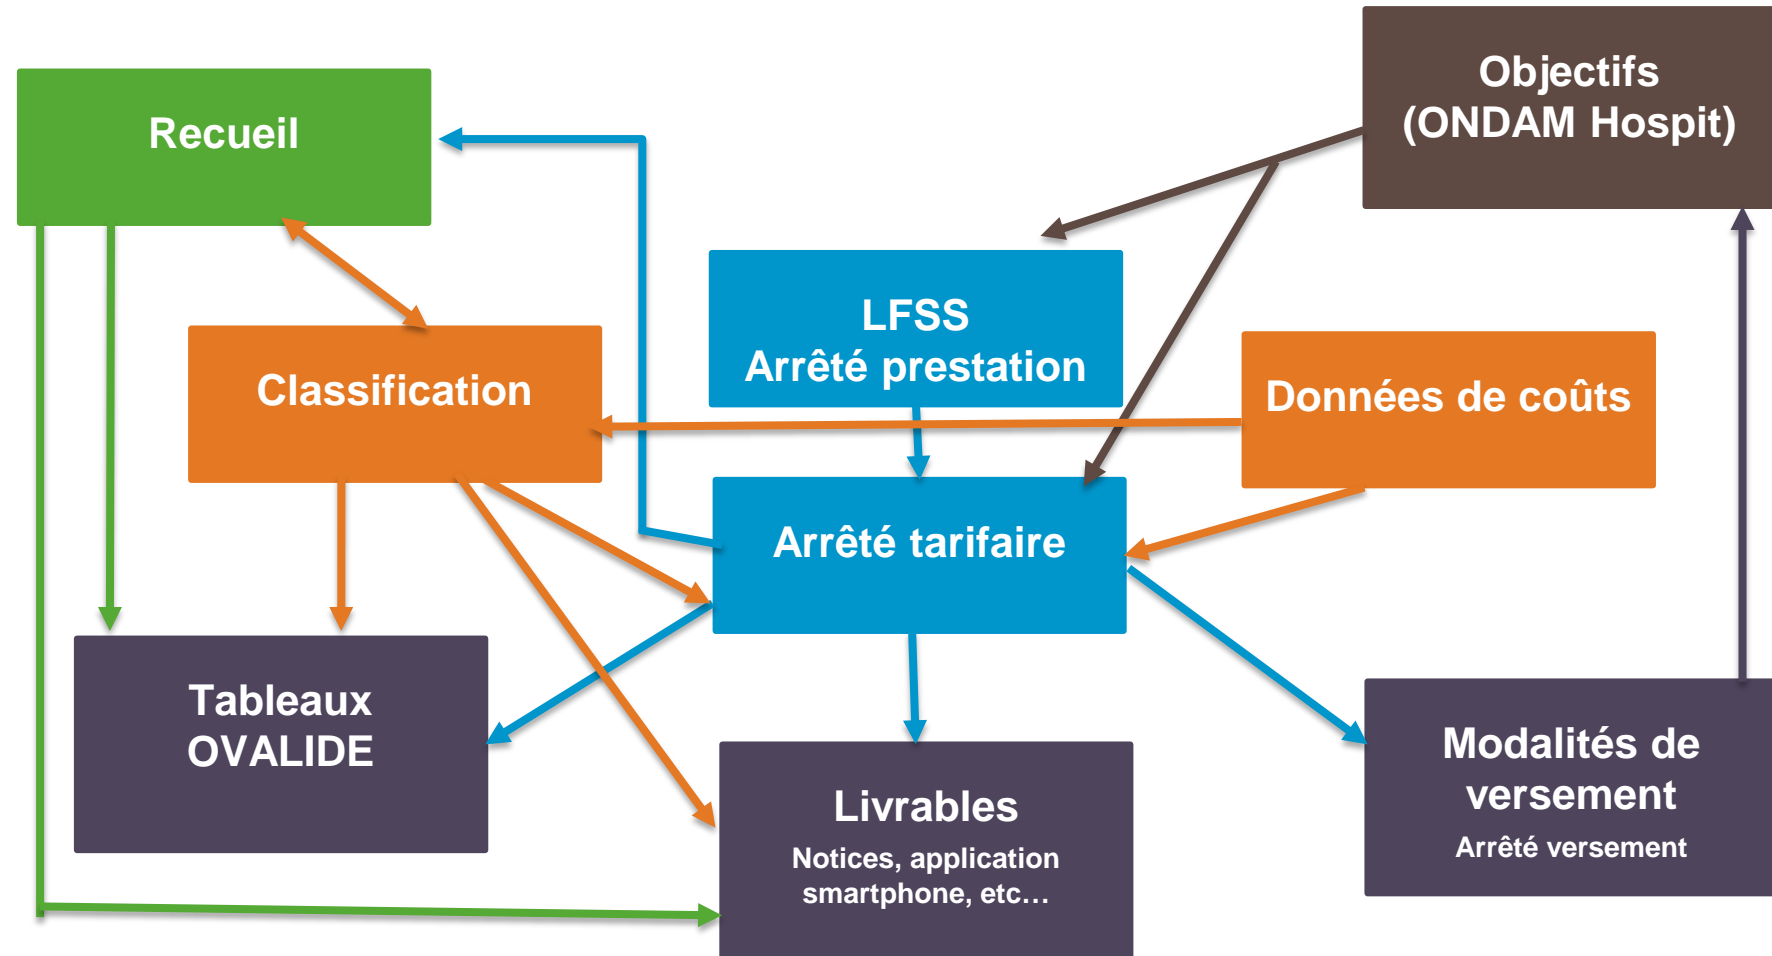 Objectifs
(ONDAM Hospit)
Recueil
LFSS
Arrêté prestation
Classification
Données de coûts
Arrêté tarifaire
Tableaux
OVALIDE
Livrables
Notices, application
smartphone, etc…
Modalités de
versement
Arrêté versement